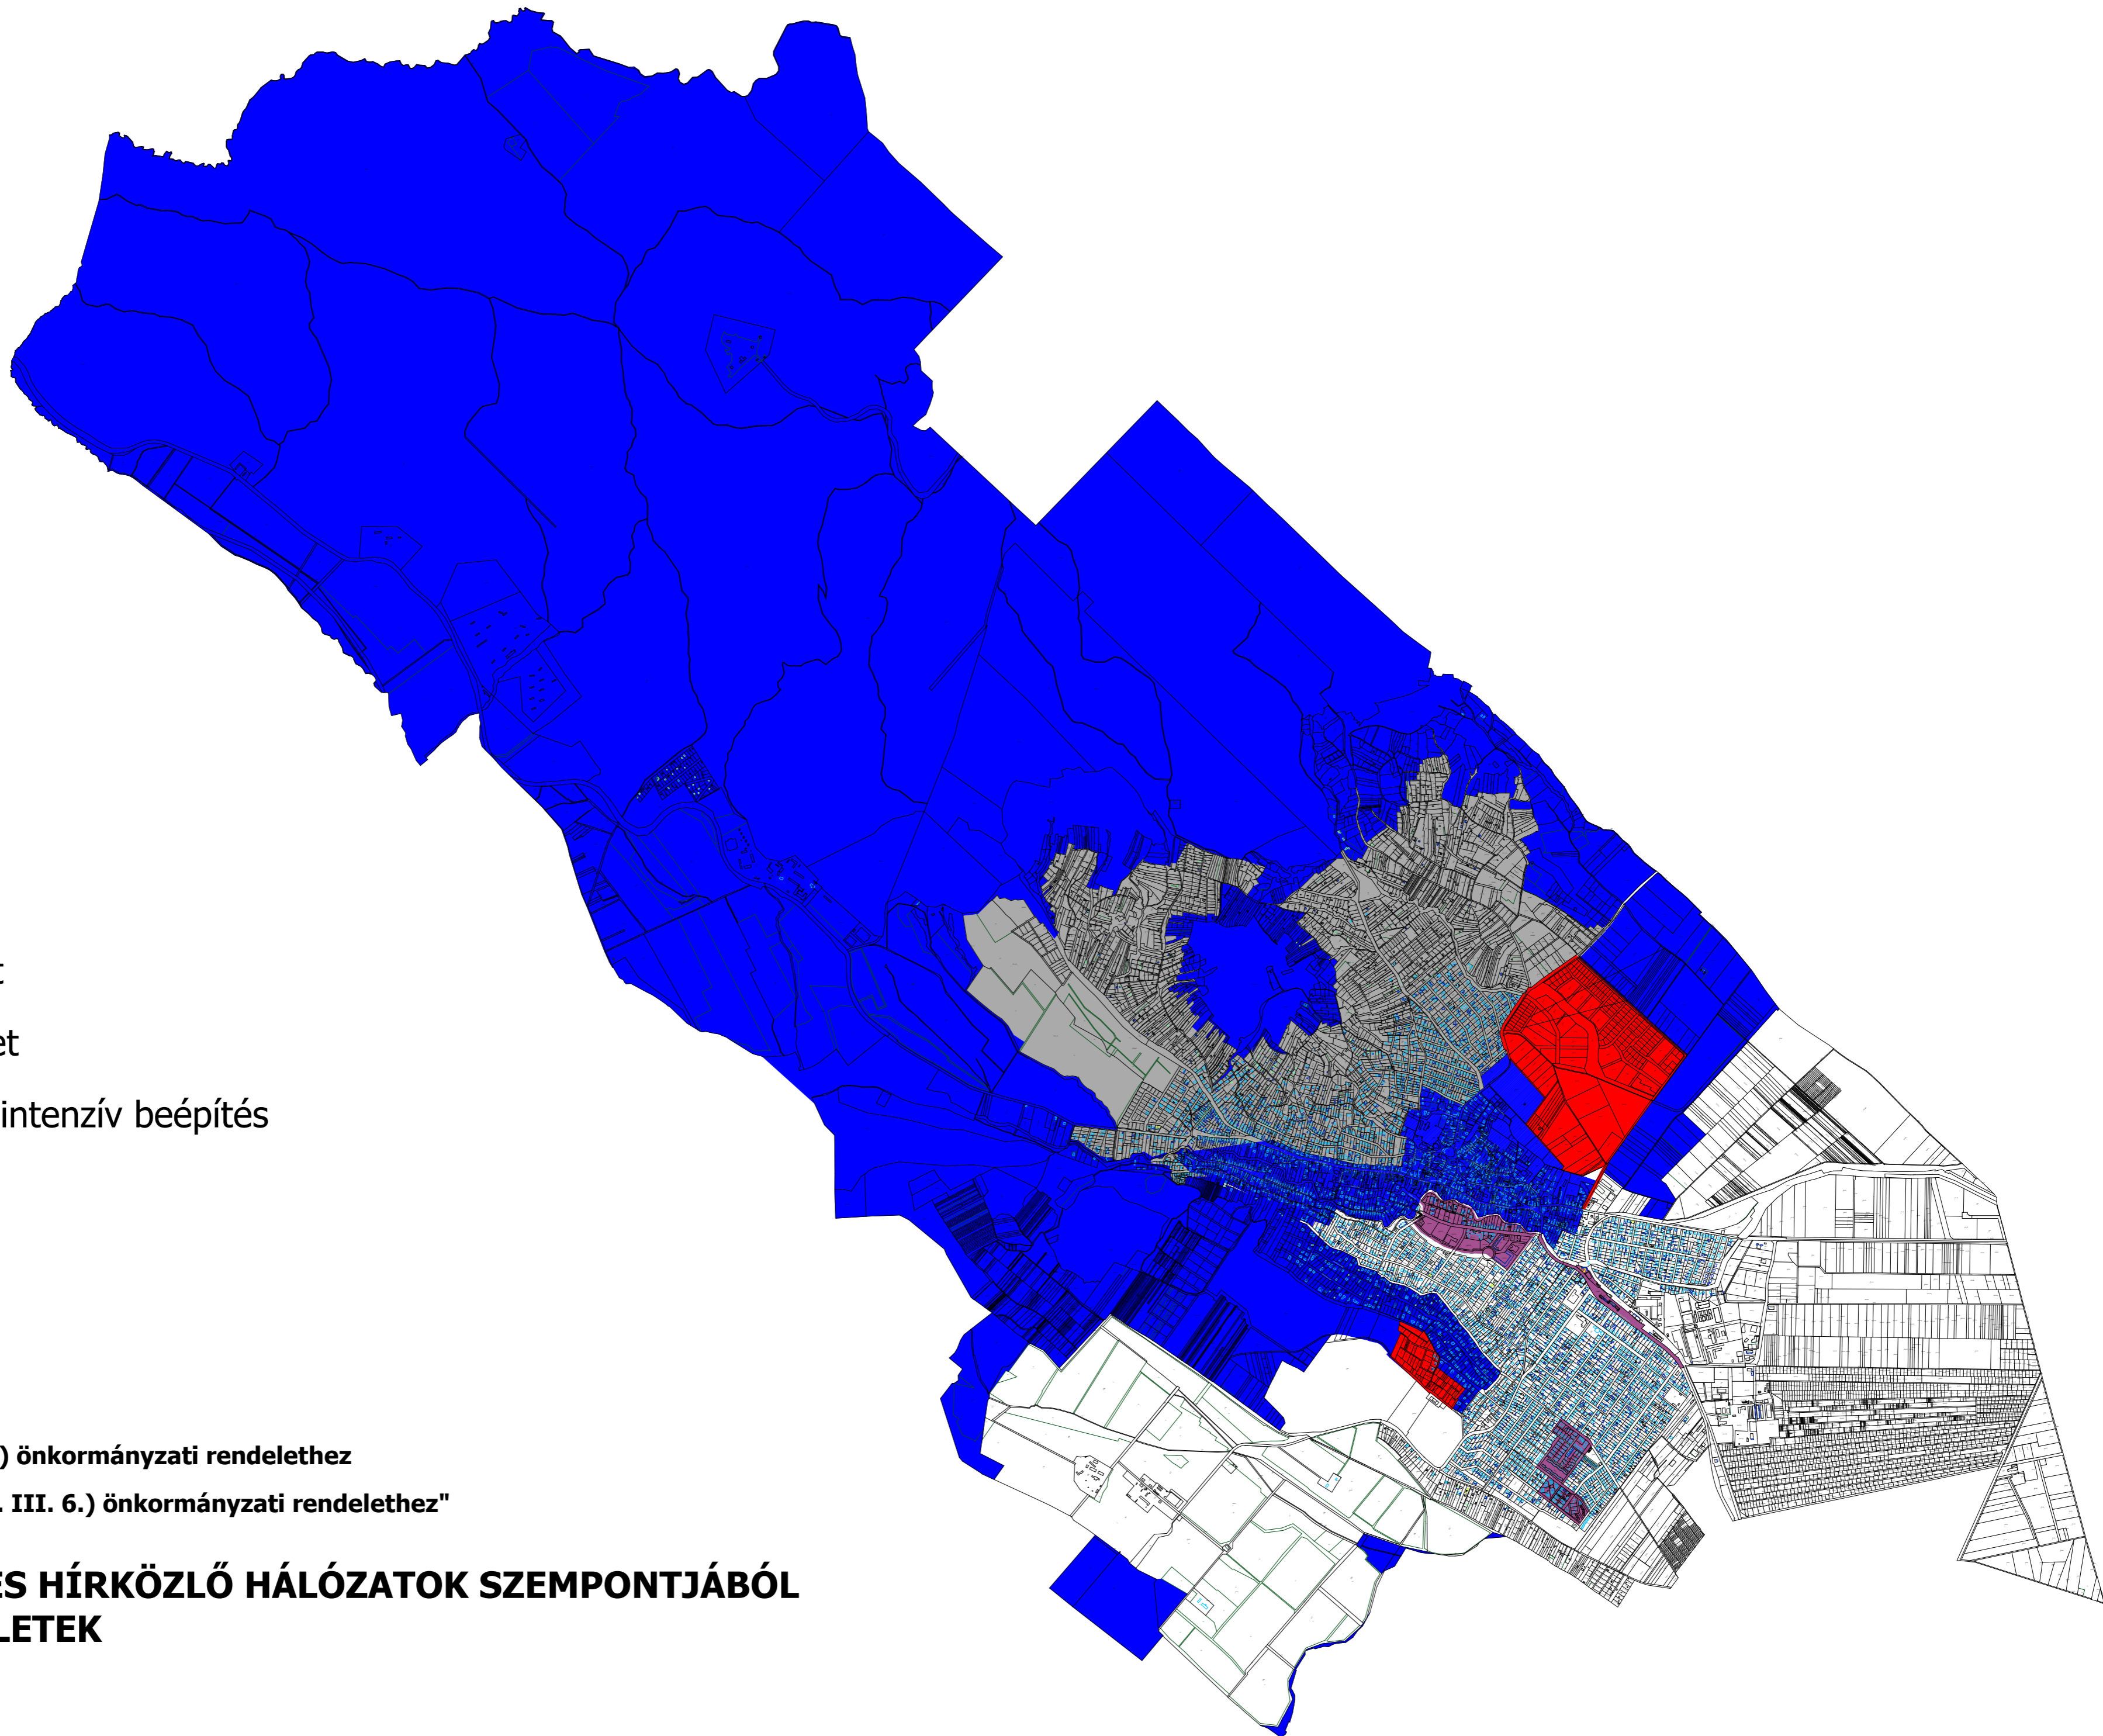 t
et
intenzív beépítés
) önkormányzati rendelethez
. III. 6.) önkormányzati rendelethez"
ES HÍRKÖZLŐ HÁLÓZATOK SZEMPONTJÁBÓL
LETEK